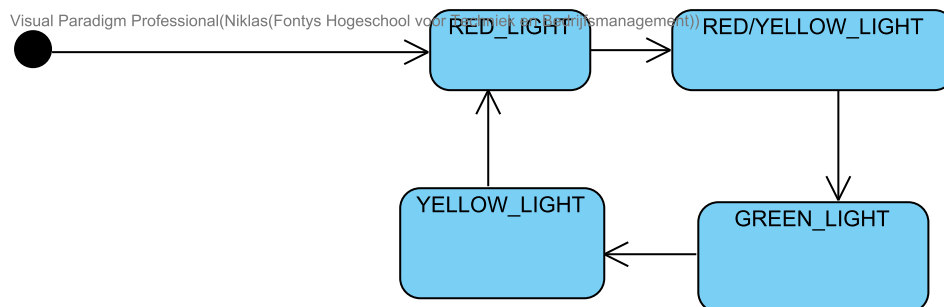 Visual Paradigm Professional(Niklas(Fontys Hogeschool voor Techniek en Bedrijfsmanagement))
RED_LIGHT
RED/YELLOW_LIGHT
YELLOW_LIGHT
GREEN_LIGHT